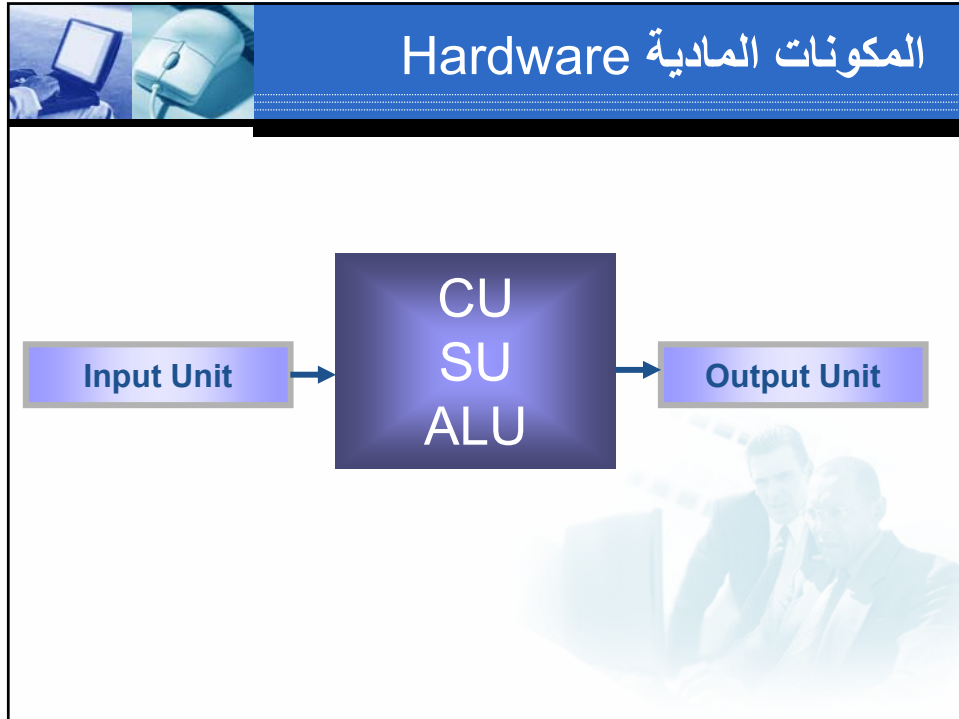 المكونات المادية Hardware
Input Unit
CU
SU
ALU
Output Unit